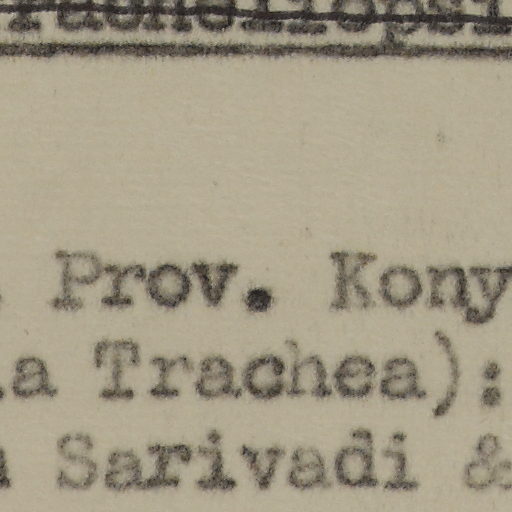 Prov. Kony
a Trachea):
Sarivadi &